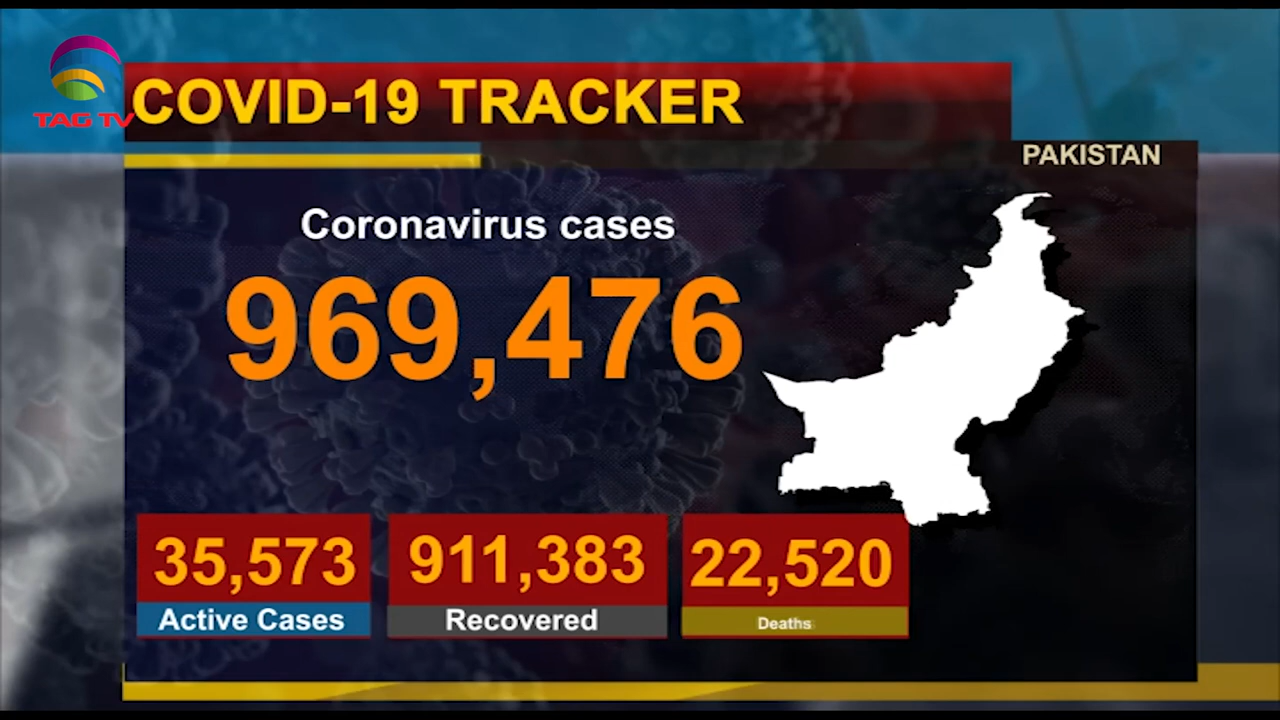 TAG TV
COVID-19 TRACKER
PAKISTAN
Coronavirus cases
969,476
35,573
Active Cases
911,383
Recovered
22,520
Deaths